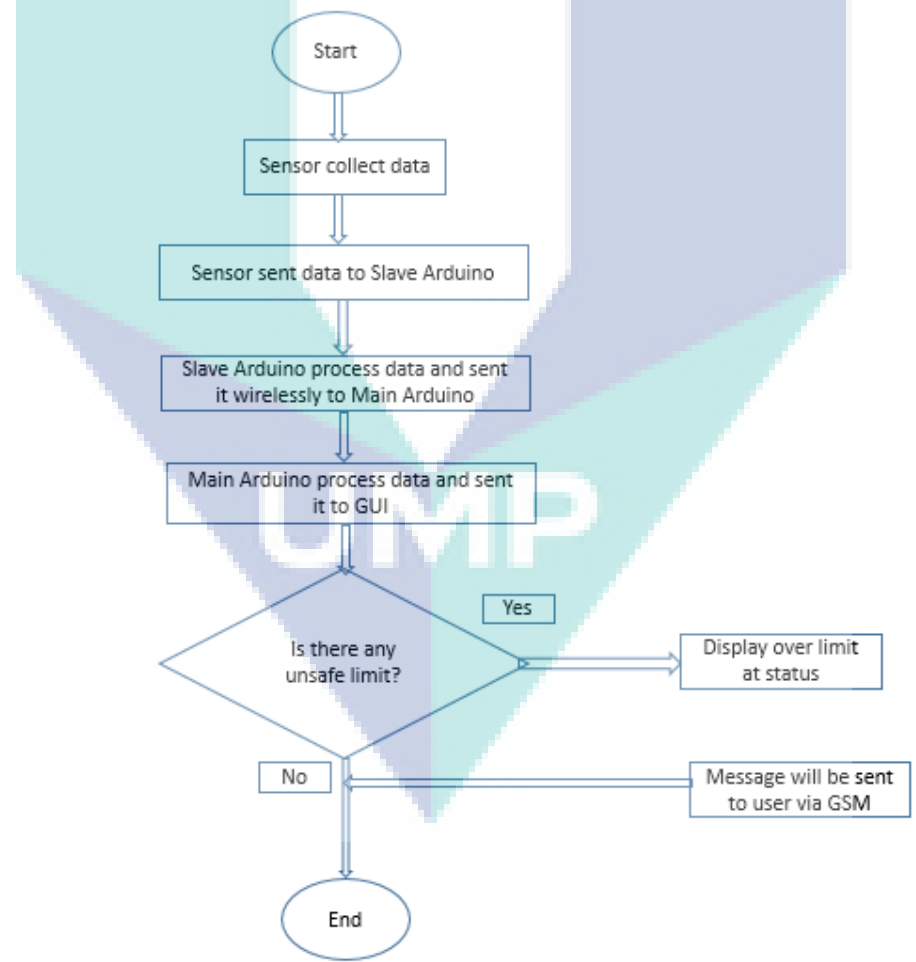 Start
Sensor collect data
Sensor sent data to Slave Arduino
Slave Arduino process data and sent
it wirelessly to Main Arduino
Main Arduino process data and sent
it to GUI
UMP
Yes
Is there any
unsafe limit?
Display over limit
at status
No
Message will be sent
to user via GSM
End